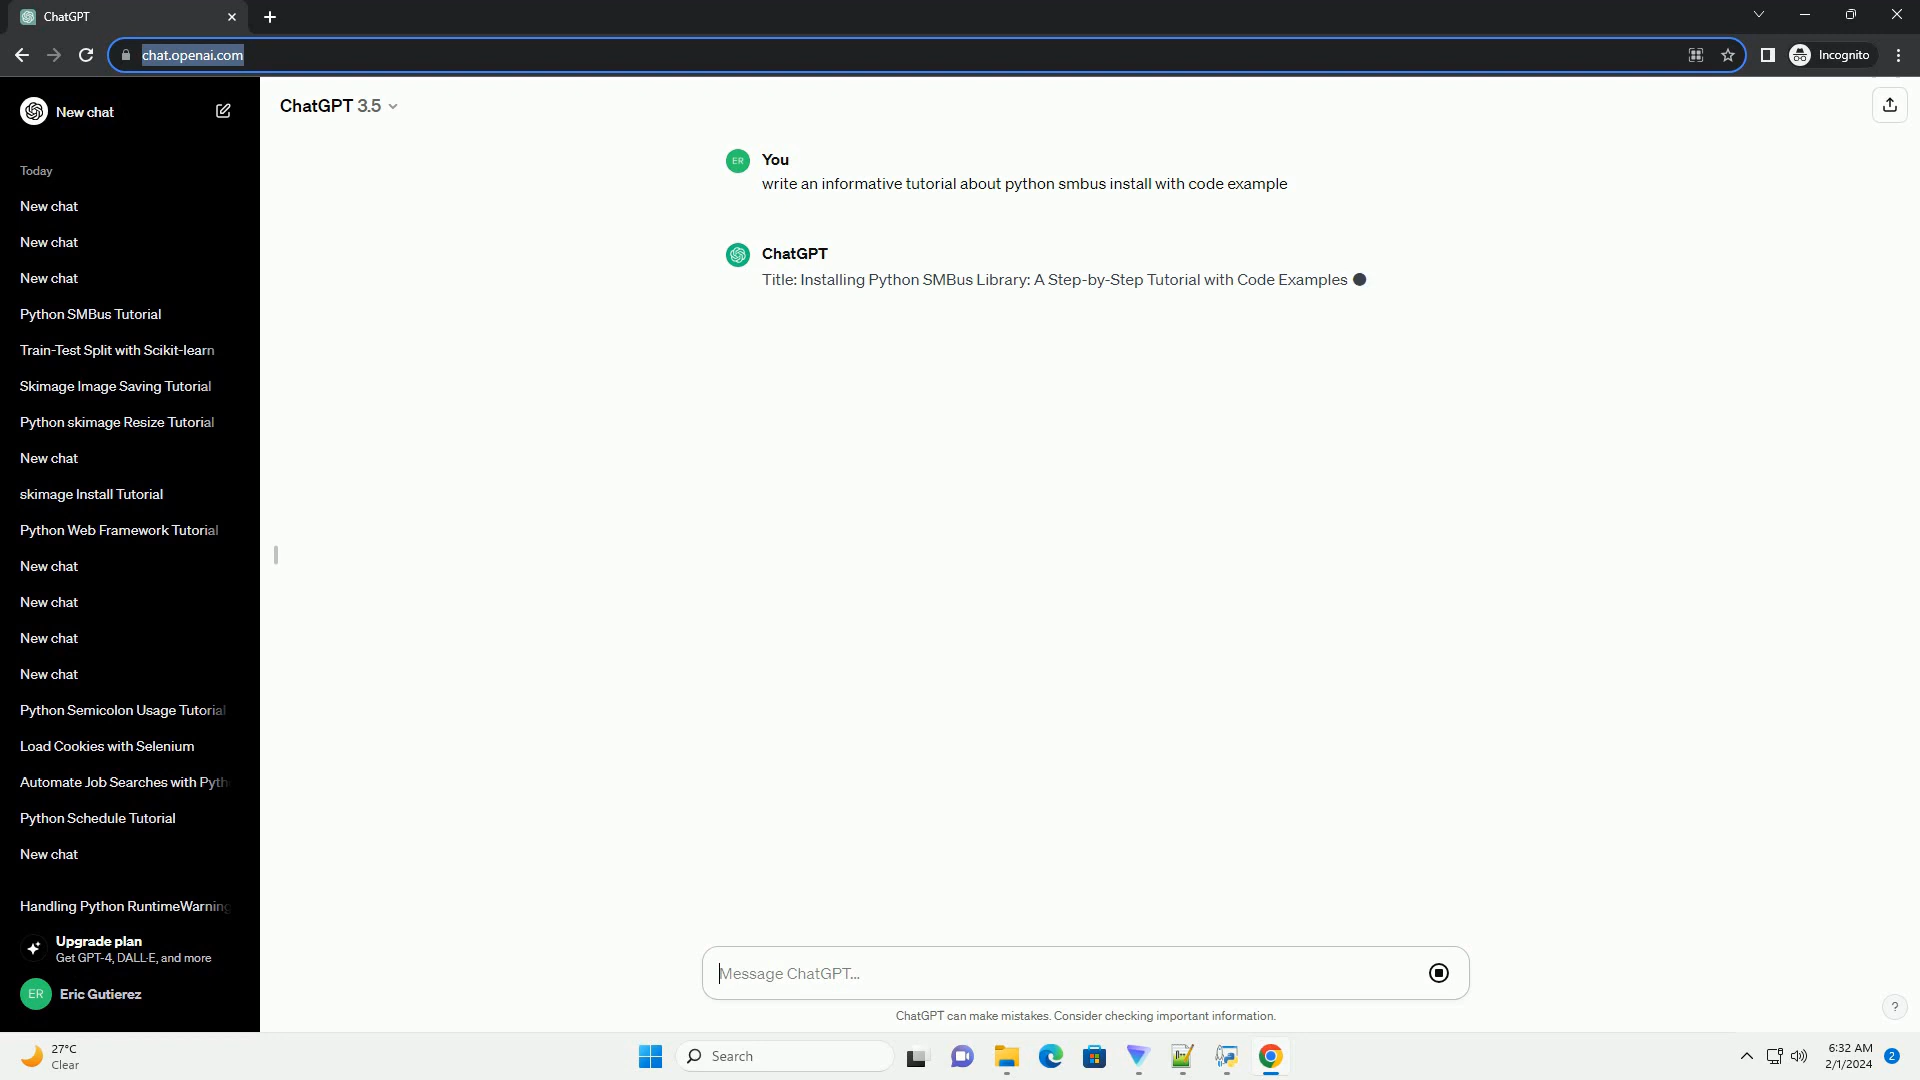 ChatGPT
chat.openai.com
Incognito
New chat
Today
New chat
New chat
New chat
Python SMBus Tutorial
Train-Test Split with Scikit-learn
Skimage Image Saving Tutorial
Python skimage Resize Tutorial
New chat
skimage Install Tutorial
Python Web Framework Tutorial
New chat
New chat
New chat
New chat
Python Semicolon Usage Tutorial
Load Cookies with Selenium
Automate Job Searches with Pyth
Python Schedule Tutorial
New chat
Handling Python RuntimeWarning
Upgrade plan
Get GPT-4, DALL·E, and more
ER
Eric Gutierez
ChatGPT 3.5
ER
You
write an informative tutorial about python smbus install with code example
ChatGPT
Title: Installing Python SMBus Library: A Step-by-Step Tutorial with Code Examples
Message ChatGPT...
ChatGPT can make mistakes. Consider checking important information.
?
27°C
Clear
Search
6:32 AM
2/1/2024
2